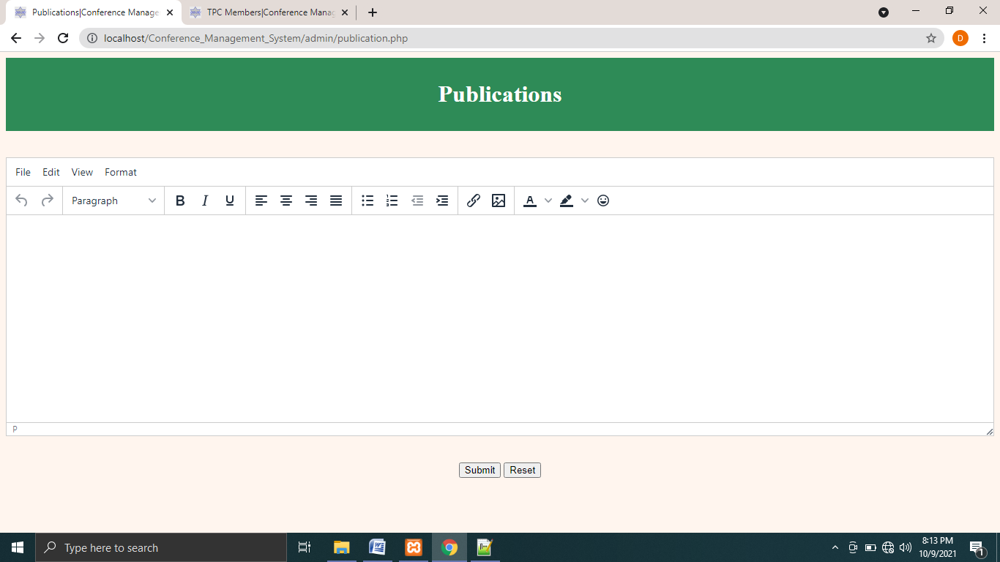 Publications|Conference Manage
TPC Members|Conference Manag
localhost/Conference_Management_System/admin/publication.php
D
Publications
File Edit View Format
Paragraph B I U A
P
Submit Reset
Type here to search
8:13 PM
10/9/2021
1